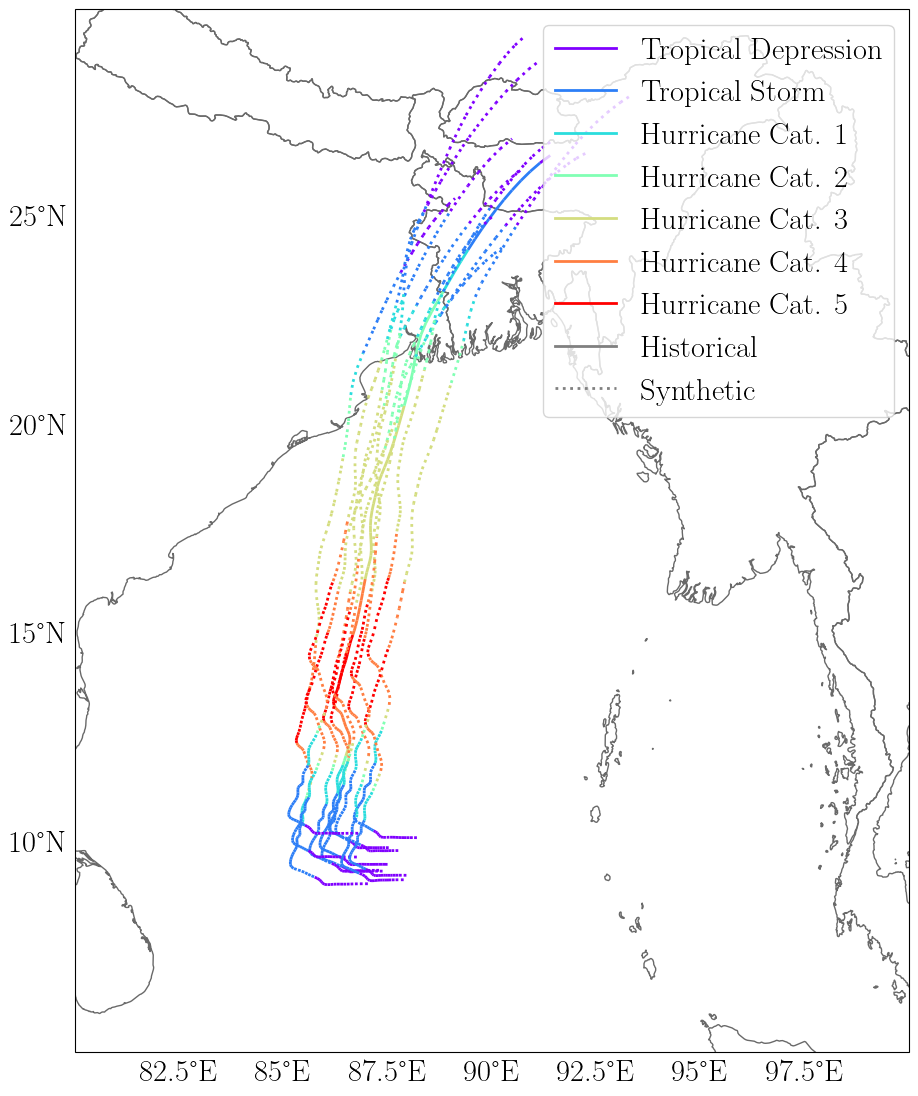 Tropical Depression
Tropical Storm
Hurricane Cat. 1
Hurricane Cat. 2
Hurricane Cat. 3
Hurricane Cat. 4
Hurricane Cat. 5
Historical
Synthetic
25°N
20°N
15°N
10°N
82.5°E 85°E 87.5°E 90°E 92.5°E 95°E 97.5°E